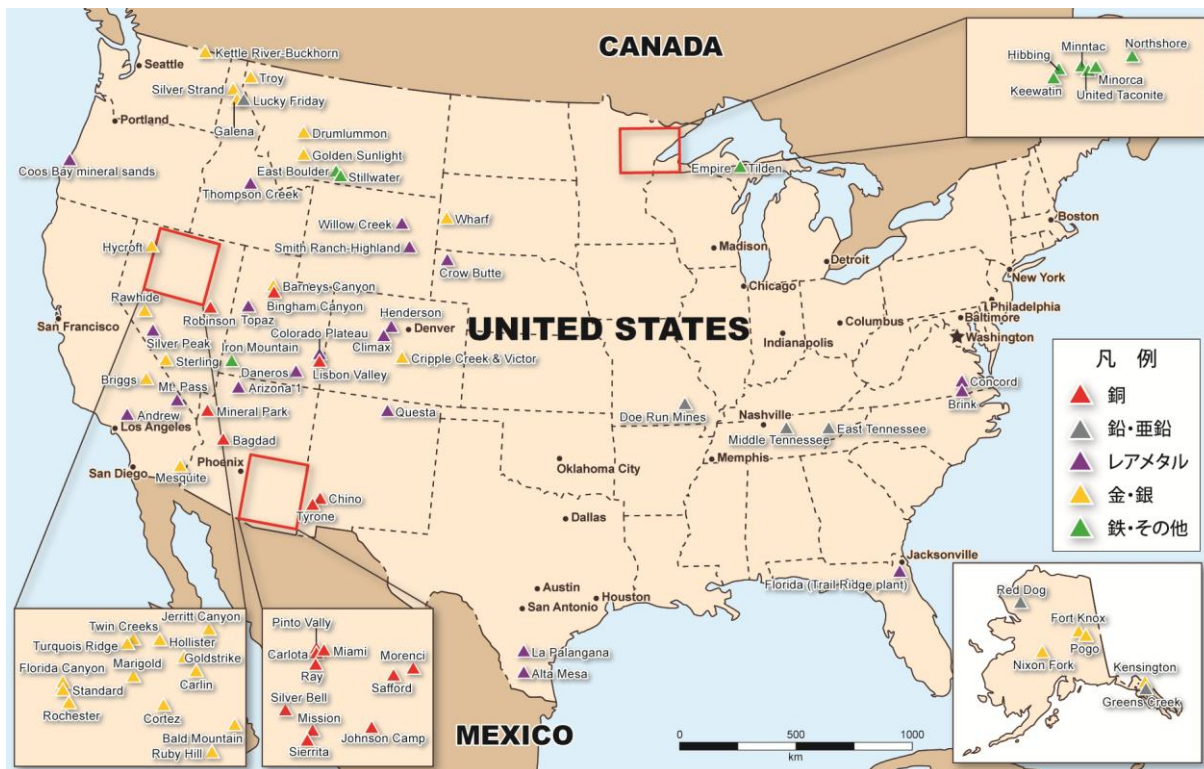 CANADA
UNITED STATES
MEXICO
Seattle
Kettle River-Buckhorn
Troy
Silver Strand
Lucky Friday
Galena
Portland
Drumlummon
Golden Sunlight
East Boulder
Stillwater
Coos Bay mineral sands
Thompson Creek
Willow Creek
Wharf
Smith Ranch-Highland
Crow Butte
Hycroft
Barneys Canyon
Bingham Canyon
Rawhide
Robinson
Topaz
Henderson
Colorado Plateau
Climax
Denver
San Francisco
Silver Peak
Iron Mountain
Sterling
Daneros
Lisbon Valley
Cripple Creek & Victor
Briggs
Mt. Pass
Arizona 1
Andrew
Los Angeles
Mineral Park
Questa
Bagdad
San Diego
Phoenix
Mesquite
Chino
Tyrone
Empire
Tilden
Madison
Detroit
Chicago
Boston
New York
Philadelphia
Baltimore
Washington
Columbus
Indianapolis
Concord
Brink
Doe Run Mines
Nashville
Middle Tennessee
East Tennessee
Memphis
Oklahoma City
Dallas
Jacksonville
Florida (Trail Ridge plant)
Austin
Houston
San Antonio
La Palangana
Alta Mesa
Hibbing
Minntac
Northshore
Keewatin
Minorca
United Taconite
凡 例
銅
鉛・亜鉛
レアメタル
金・銀
鉄・その他
Jerritt Canyon
Twin Creeks
Turquois Ridge
Hollister
Florida Canyon
Marigold
Goldstrike
Standard
Carlin
Rochester
Cortez
Bald Mountain
Ruby Hill
Pinto Vally
Carlota
Miami
Morenci
Ray
Safford
Silver Bell
Mission
Sierrita
Johnson Camp
Red Dog
Fort Knox
Pogo
Nixon Fork
Kensington
Greens Creek
0 500 1000
km